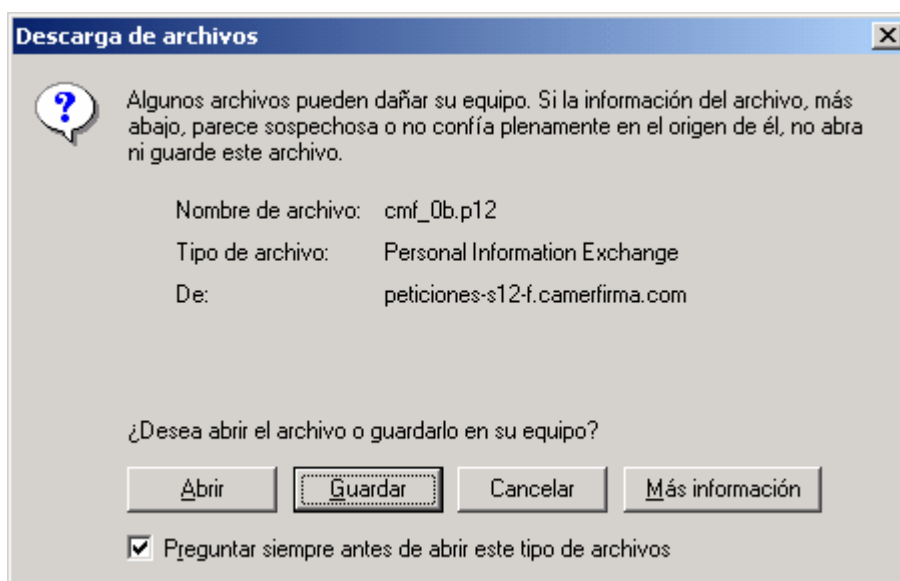 Descarga de archivos
Algunos archivos pueden dañar su equipo. Si la información del archivo, más
abajo, parece sospechosa o no confía plenamente en el origen de él, no abra
ni guarde este archivo.
Nombre de archivo: cmf_0b.p12
Tipo de archivo: Personal Information Exchange
De: peticiones-s12-f.camerfirma.com
¿Desea abrir el archivo o guardarlo en su equipo?
Abrir Guardar Cancelar Más información
Preguntar siempre antes de abrir este tipo de archivos